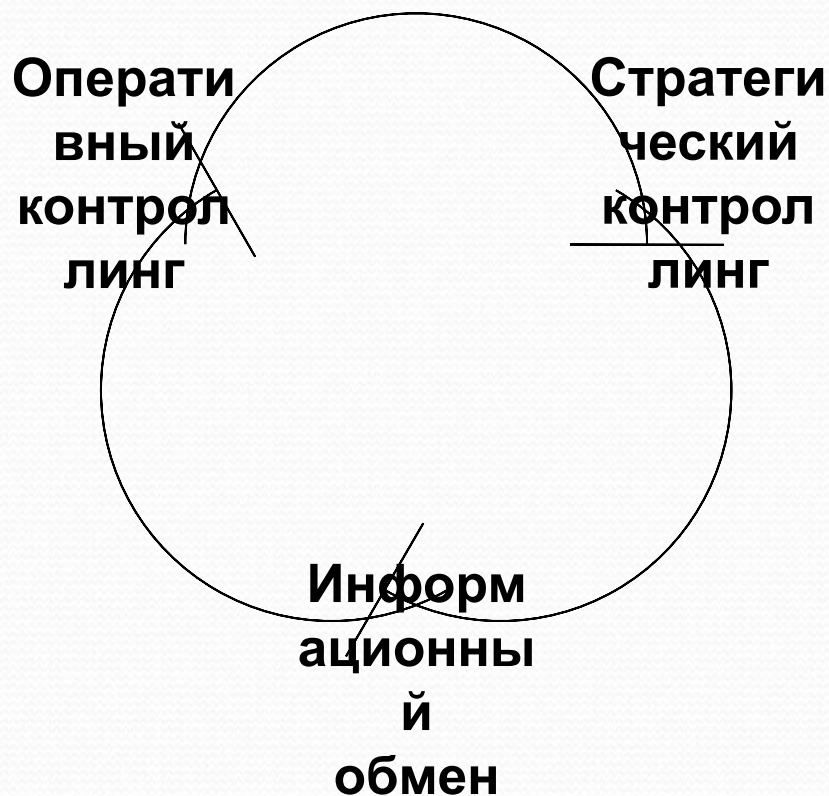 Операти
вный
контрол
линг
Стратеги
ческий
контрол
линг
Информ
ационны
й
обмен